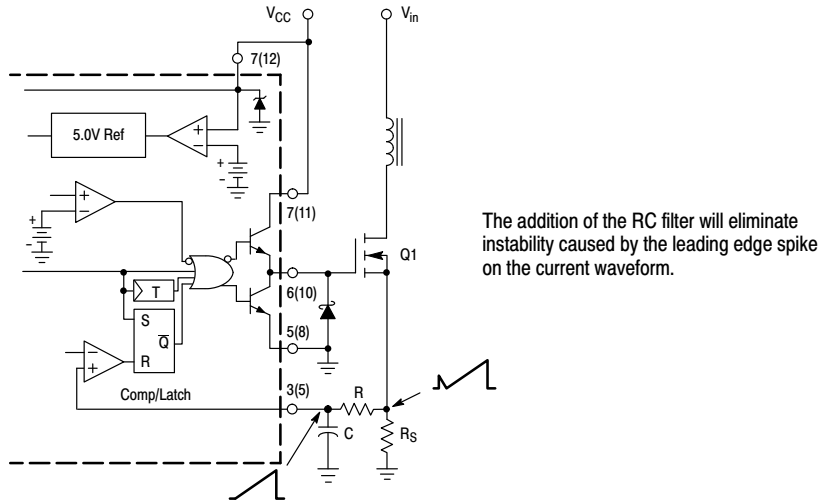 VCC
Vin
7(12)
5.0V Ref
+
−
+
-
+
−
+
-
7(11)
Q1
The addition of the RC filter will eliminate
instability caused by the leading edge spike
on the current waveform.
6(10)
T
S
Q̅
R
5(8)
−
+
Comp/Latch
3(5)
R
C
RS